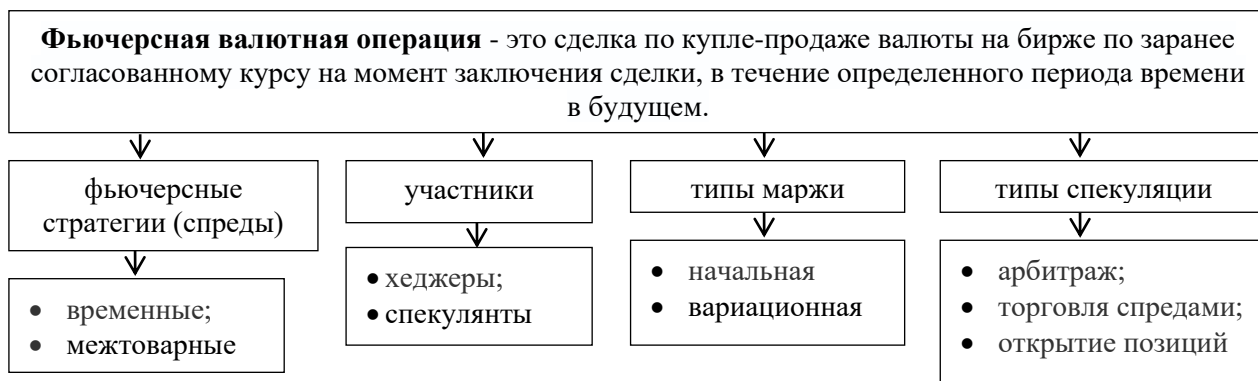 Фьючерсная валютная операция - это сделка по купле-продаже валюты на бирже по заранее
согласованному курсу на момент заключения сделки, в течение определенного периода времени
в будущем.
фьючерсные
стратегии (спреды)
участники
типы маржи
типы спекуляции
• временные;
• межтоварные
• хеджеры;
• спекулянты
• начальная
• вариационная
• арбитраж;
• торговля спредами;
• открытие позиций